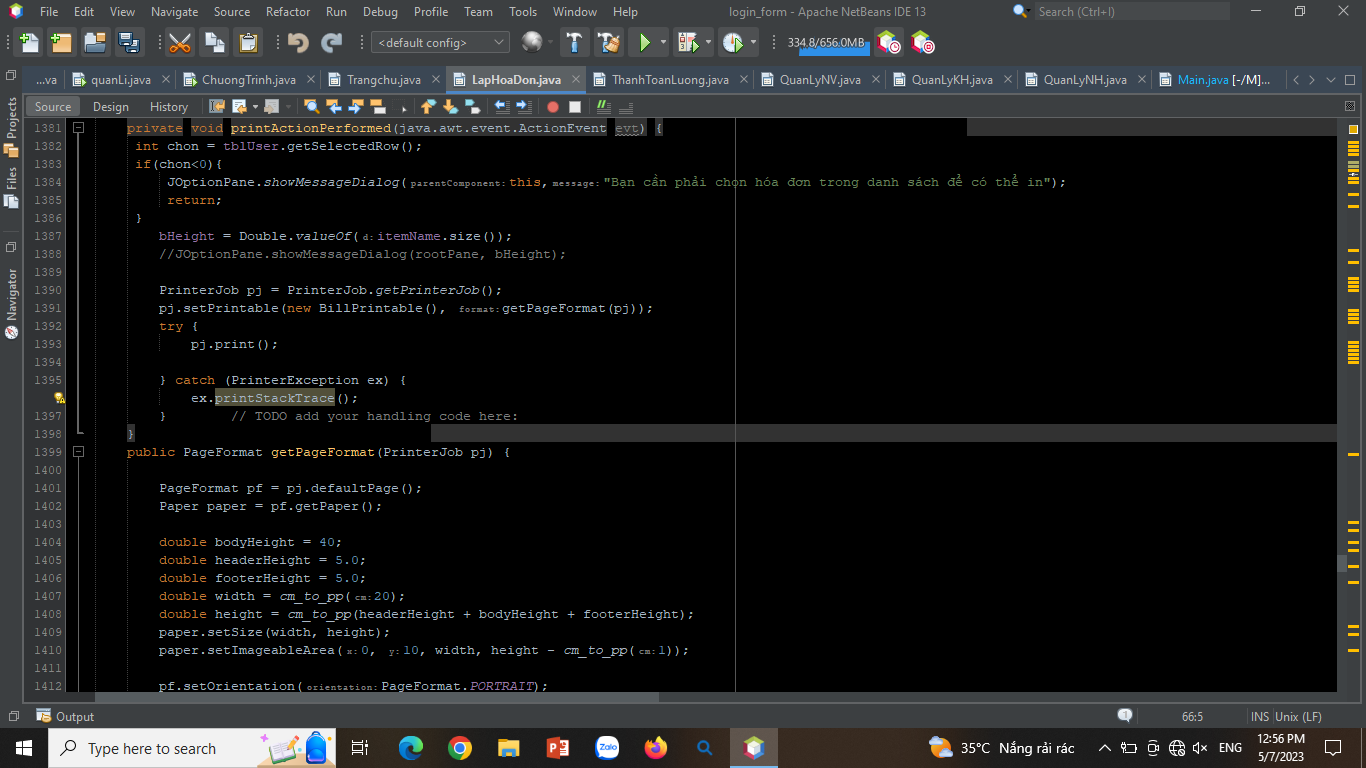 File Edit View Navigate Source Refactor Run Debug Profile Team Tools Window Help login_form - Apache NetBeans IDE 13 Search (Ctrl+I)
<default config> 334.8/656.0MB
...va quanLi.java ChuongTrinh.java Trangchu.java LapHoaDon.java ThanhToanLuong.java QuanLyNV.java QuanLyKH.java QuanLyNH.java Main.java [-/M]...
Source Design History
Projects
Files
Navigator
1381 private void printActionPerformed(java.awt.event.ActionEvent evt) {
1382 int chon = tblUser.getSelectedRow();
1383 if(chon<0){
1384 JOptionPane.showMessageDialog(parentComponent:this, message:"Bạn cần phải chọn hóa đơn trong danh sách để có thể in");
1385 return;
1386 }
1387 bHeight = Double.valueOf(d:itemName.size());
1388 //JOptionPane.showMessageDialog(rootPane, bHeight);
1389
1390 PrinterJob pj = PrinterJob.getPrinterJob();
1391 pj.setPrintable(new BillPrintable(), format:getPageFormat(pj));
1392 try {
1393 pj.print();
1394
1395 } catch (PrinterException ex) {
ex.printStackTrace();
1397 } // TODO add your handling code here:
1398 }
1399 public PageFormat getPageFormat(PrinterJob pj) {
1400
1401 PageFormat pf = pj.defaultPage();
1402 Paper paper = pf.getPaper();
1403
1404 double bodyHeight = 40;
1405 double headerHeight = 5.0;
1406 double footerHeight = 5.0;
1407 double width = cm_to_pp(cm:20);
1408 double height = cm_to_pp(headerHeight + bodyHeight + footerHeight);
1409 paper.setSize(width, height);
1410 paper.setImageableArea(x:0, y:10, width, height - cm_to_pp(cm:1));
1411
1412 pf.setOrientation(orientation:PageFormat.PORTRAIT);
Output 1 66:5 INS Unix (LF)
Type here to search Zalo 35°C Nắng rải rác ENG 12:56 PM
5/7/2023